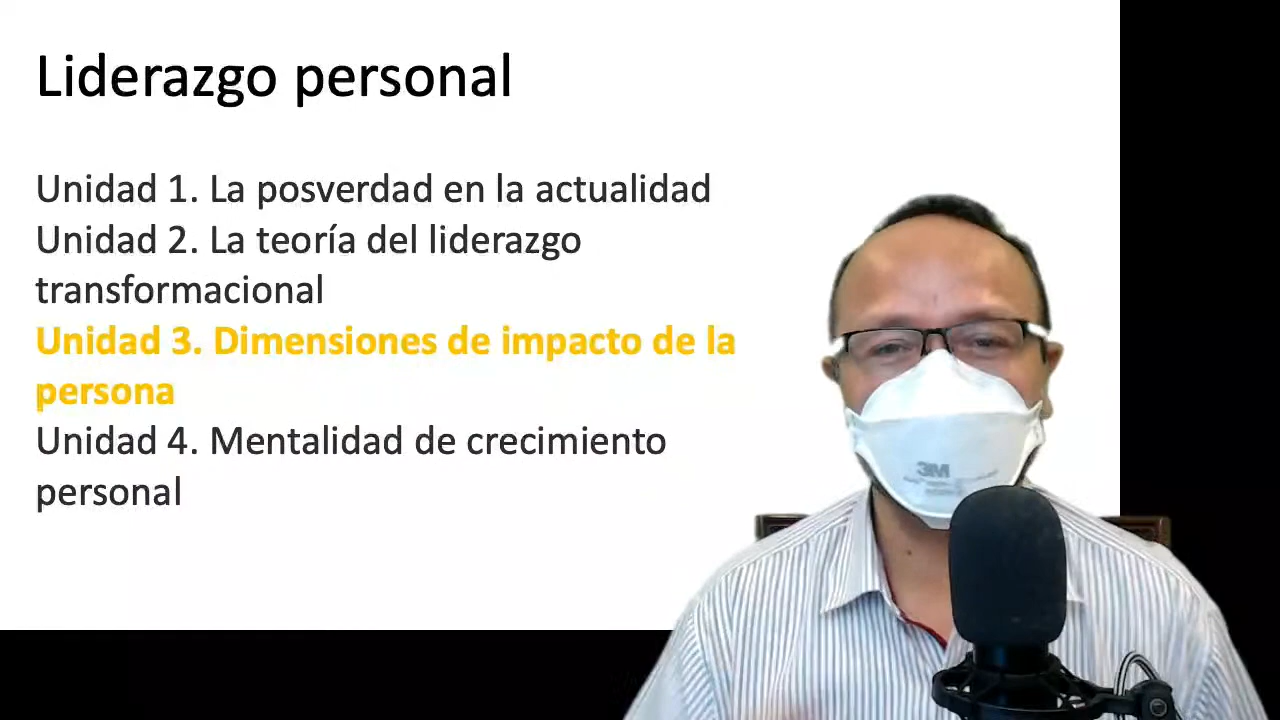 Liderazgo personal
Unidad 1. La posverdad en la actualidad
Unidad 2. La teoría del liderazgo
transformacional
Unidad 3. Dimensiones de impacto de la
persona
Unidad 4. Mentalidad de crecimiento
personal
3M